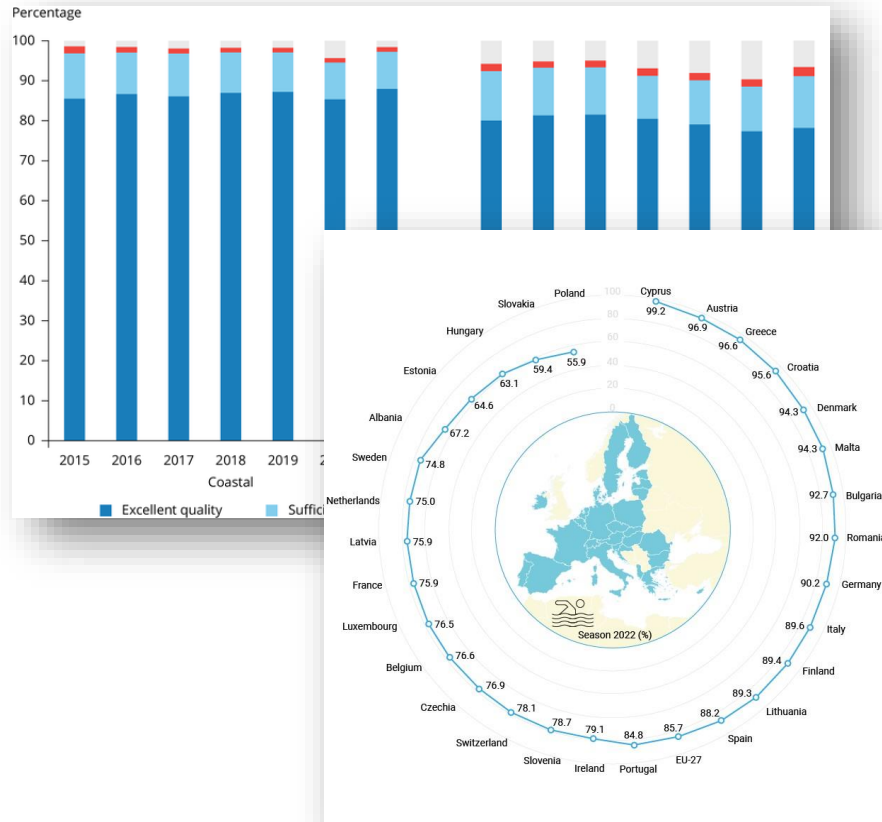 Percentage
100
90
80
70
60
50
40
30
20
10
0
2015 2016 2017 2018 2019
Coastal
Excellent quality
100
80
60
40
20
0
Cyprus
99.2
Austria
96.9
Greece
96.6
Croatia
95.6
Denmark
94.3
Malta
94.3
Bulgaria
92.7
Romania
92.0
Germany
90.2
Italy
89.6
Finland
89.4
Lithuania
89.3
Spain
88.2
EU-27
85.7
Portugal
84.8
Ireland
79.1
Slovenia
78.7
Switzerland
78.1
Czechia
76.9
Belgium
76.6
Luxembourg
76.5
France
75.9
Latvia
75.9
Netherlands
75.0
Sweden
74.8
Albania
67.2
Estonia
64.6
Hungary
63.1
Slovakia
59.4
Poland
55.9
Season 2022 (%)